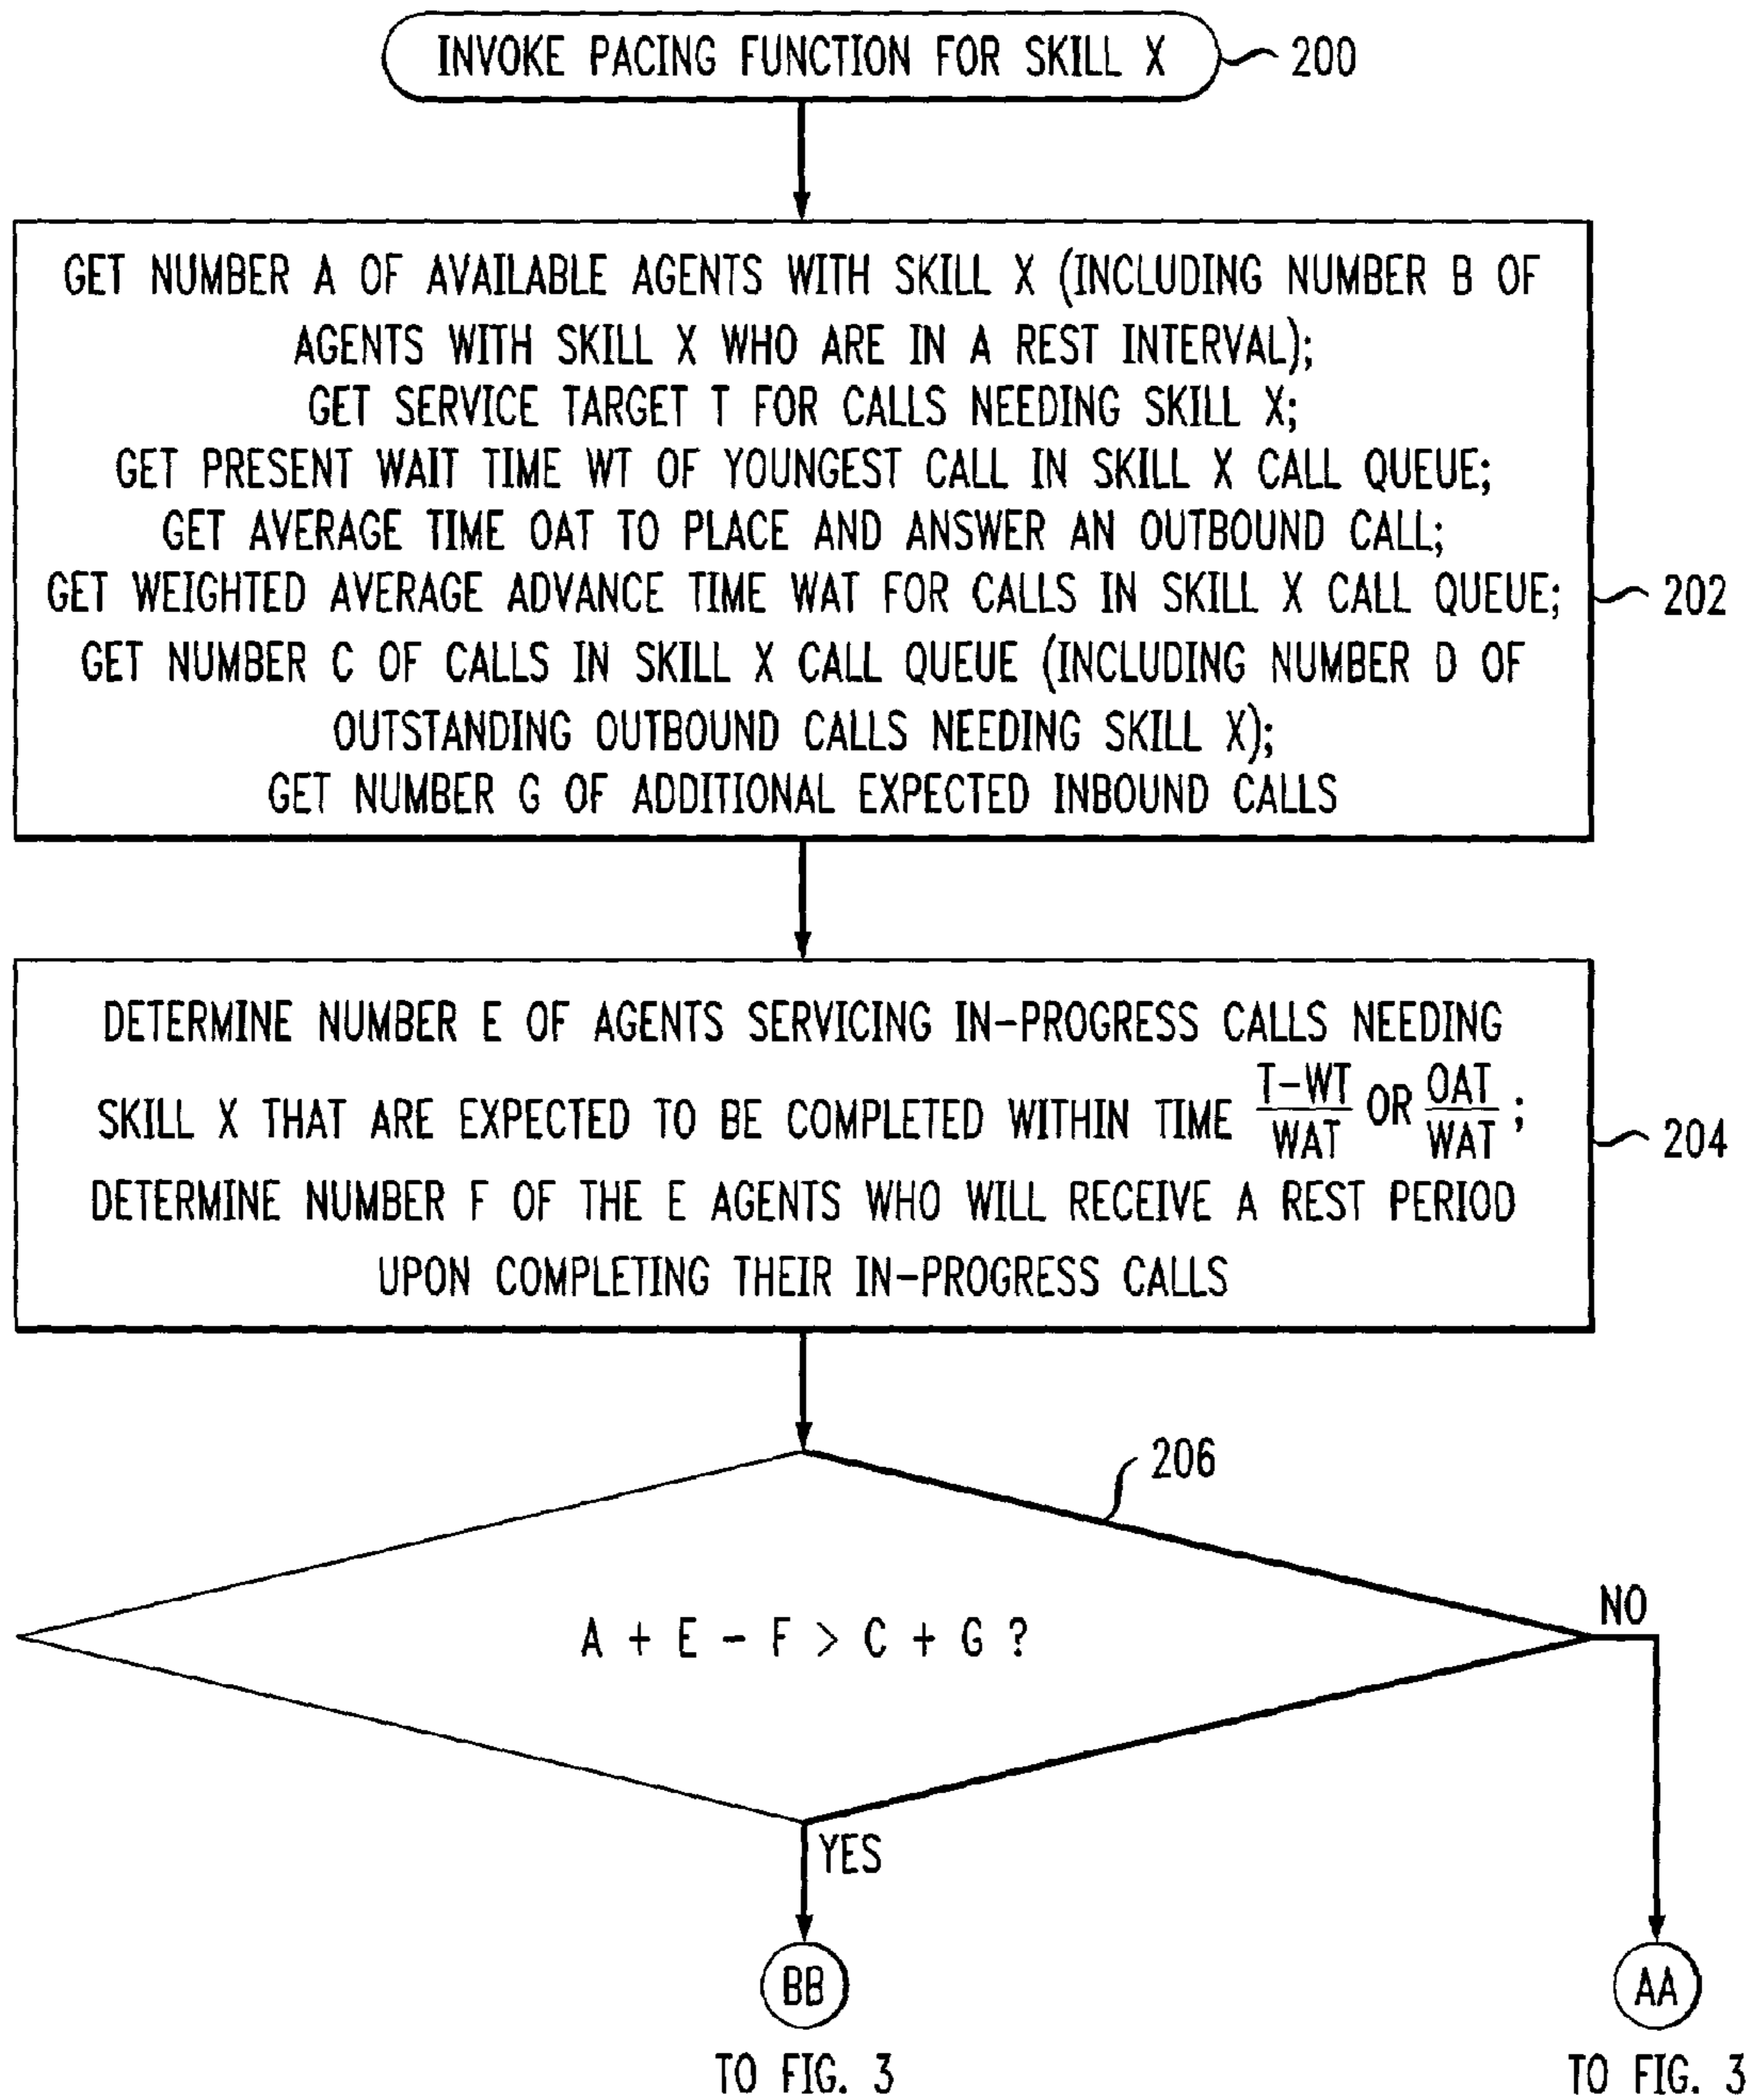 INVOKE PACING FUNCTION FOR SKILL X
200
GET NUMBER A OF AVAILABLE AGENTS WITH SKILL X (INCLUDING NUMBER B OF
AGENTS WITH SKILL X WHO ARE IN A REST INTERVAL);
GET SERVICE TARGET T FOR CALLS NEEDING SKILL X;
GET PRESENT WAIT TIME WT OF YOUNGEST CALL IN SKILL X CALL QUEUE;
GET AVERAGE TIME OAT TO PLACE AND ANSWER AN OUTBOUND CALL;
GET WEIGHTED AVERAGE ADVANCE TIME WAT FOR CALLS IN SKILL X CALL QUEUE;
GET NUMBER C OF CALLS IN SKILL X CALL QUEUE (INCLUDING NUMBER D OF
OUTSTANDING OUTBOUND CALLS NEEDING SKILL X);
GET NUMBER G OF ADDITIONAL EXPECTED INBOUND CALLS
202
DETERMINE NUMBER E OF AGENTS SERVICING IN-PROGRESS CALLS NEEDING
SKILL X THAT ARE EXPECTED TO BE COMPLETED WITHIN TIME T-WT/WAT OR OAT/WAT;
DETERMINE NUMBER F OF THE E AGENTS WHO WILL RECEIVE A REST PERIOD
UPON COMPLETING THEIR IN-PROGRESS CALLS
204
206
A + E - F > C + G ?
NO
YES
BB
AA
TO FIG. 3
TO FIG. 3